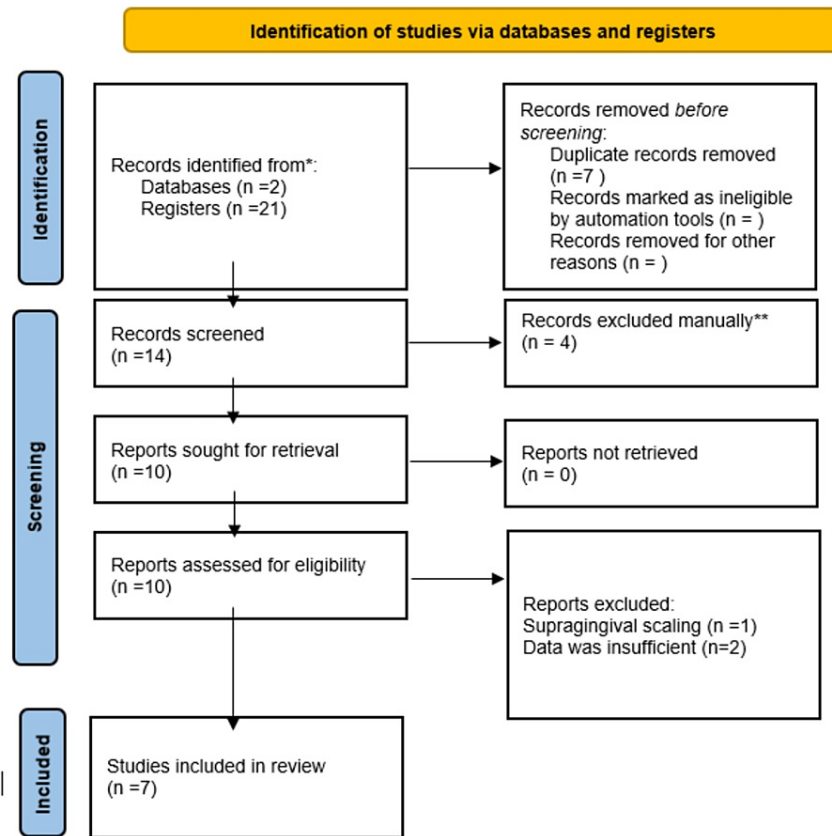 Identification of studies via databases and registers
Identification
Records identified from*:
Databases (n =2)
Registers (n =21)
Records removed before
screening:
Duplicate records removed
(n =7 )
Records marked as ineligible
by automation tools (n = )
Records removed for other
reasons (n = )
Screening
Records screened
(n =14)
Records excluded manually**
(n = 4)
Reports sought for retrieval
(n =10)
Reports not retrieved
(n = 0)
Reports assessed for eligibility
(n =10)
Reports excluded:
Supragingival scaling (n =1)
Data was insufficient (n=2)
Included
Studies included in review
(n =7)